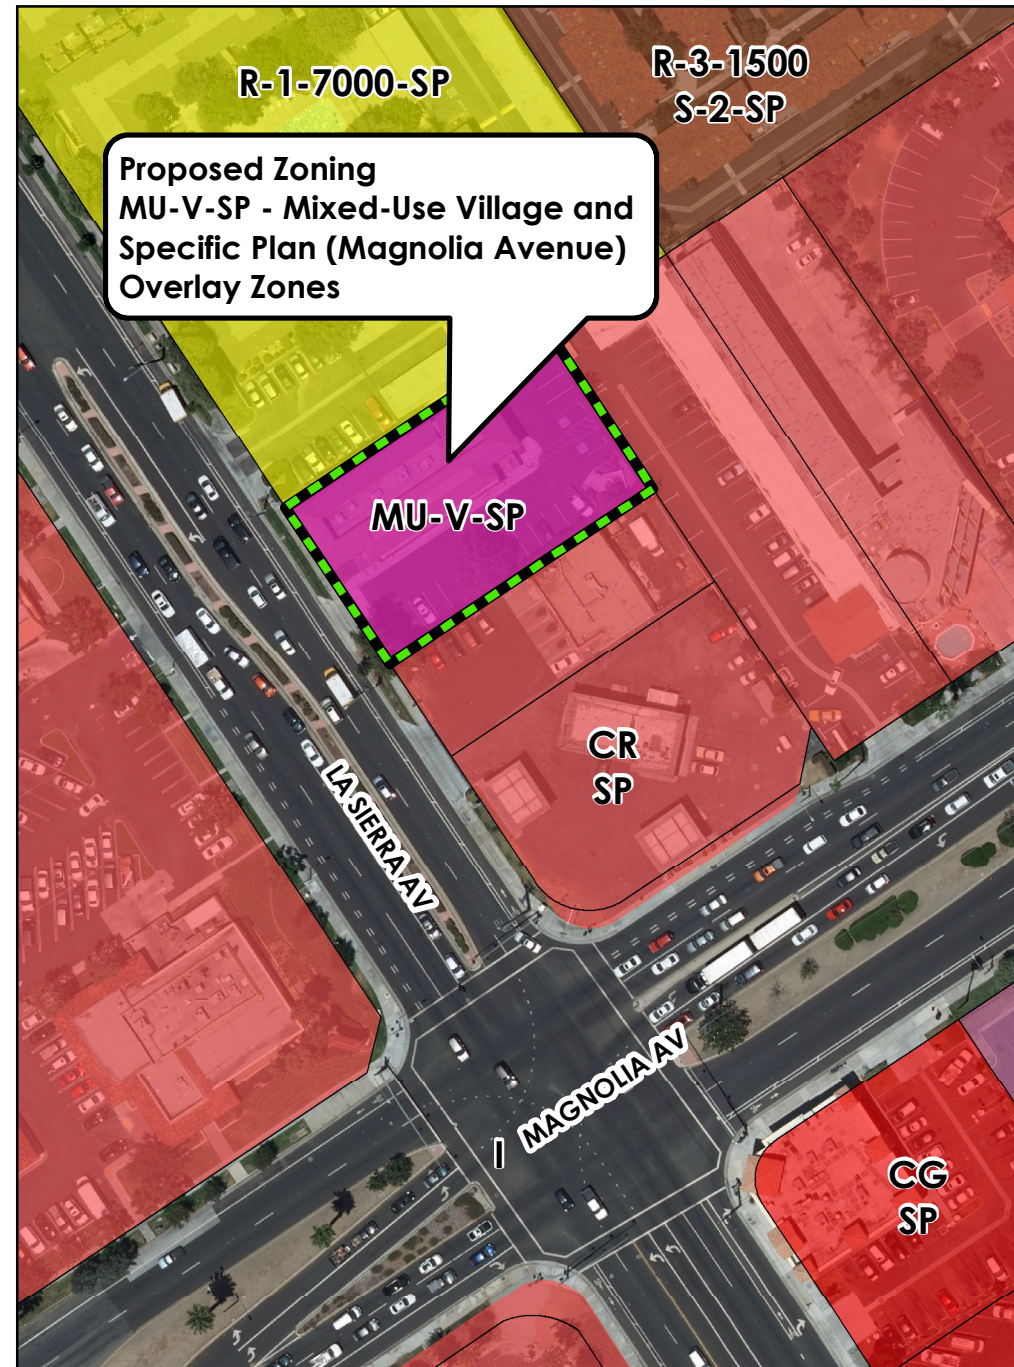 R-1-7000-SP
R-3-1500
S-2-SP
Proposed Zoning
MU-V-SP - Mixed-Use Village and
Specific Plan (Magnolia Avenue)
Overlay Zones
MU-V-SP
CR
SP
LA SIERRA AV
MAGNOLIA AV
I
CG
SP